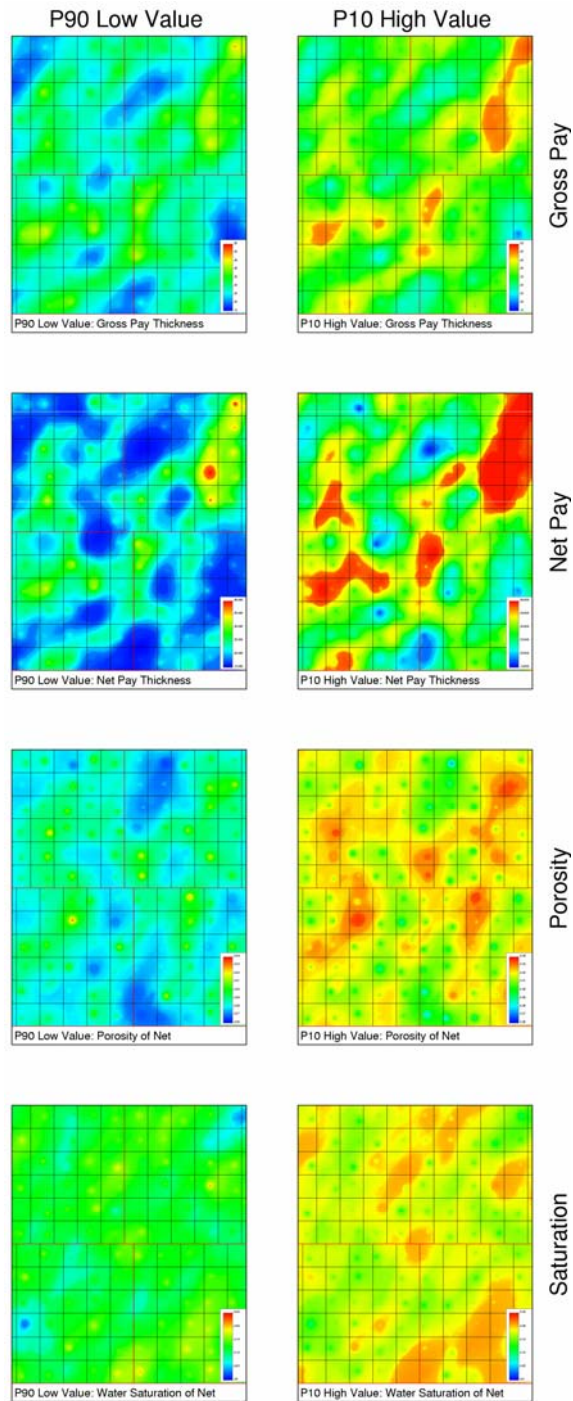 P90 Low Value
P10 High Value
Gross Pay
P90 Low Value: Gross Pay Thickness
P10 High Value: Gross Pay Thickness
Net Pay
P90 Low Value: Net Pay Thickness
P10 High Value: Net Pay Thickness
Porosity
P90 Low Value: Porosity of Net
P10 High Value: Porosity of Net
Saturation
P90 Low Value: Water Saturation of Net
P10 High Value: Water Saturation of Net